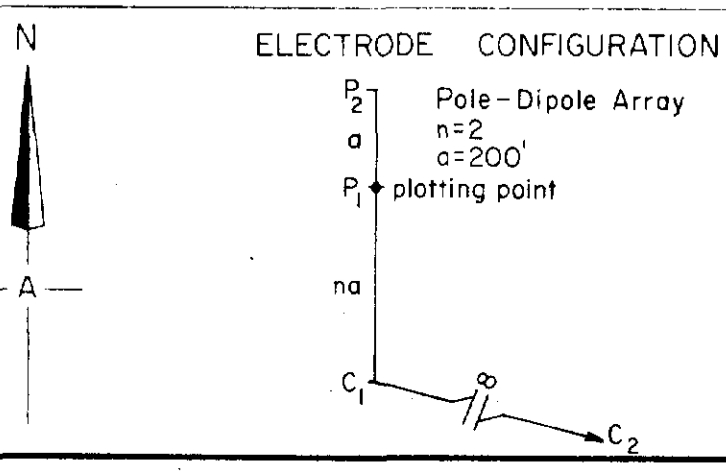 N
ELECTRODE CONFIGURATION
P2
Pole-Dipole Array
a
n=2
a=200'
P1
plotting point
A
na
C1
∞
C2